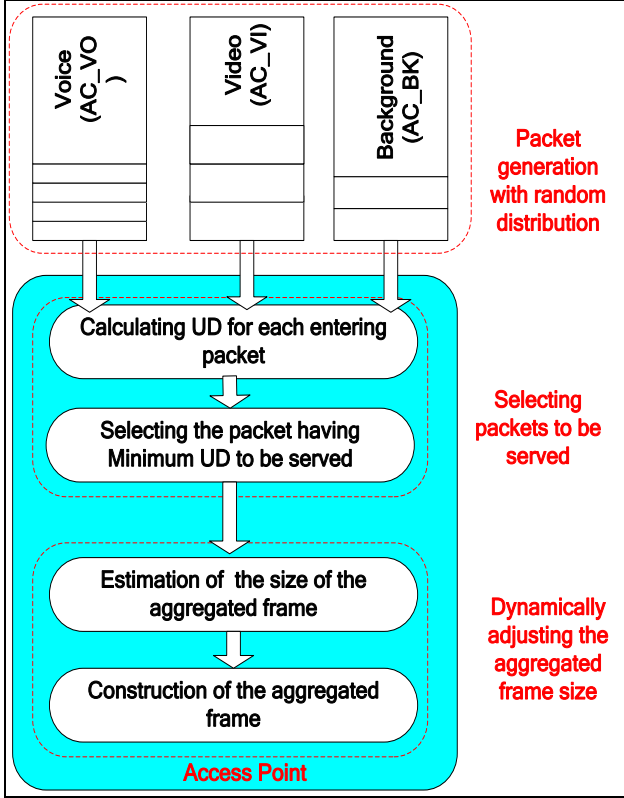 Voice
(AC_VO
)
Video
(AC_VI)
Background
(AC_BK)
Packet
generation
with random
distribution
Calculating UD for each entering
packet
Selecting the packet having
Minimum UD to be served
Selecting
packets to be
served
Estimation of the size of the
aggregated frame
Construction of the aggregated
frame
Dynamically
adjusting the
aggregated
frame size
Access Point